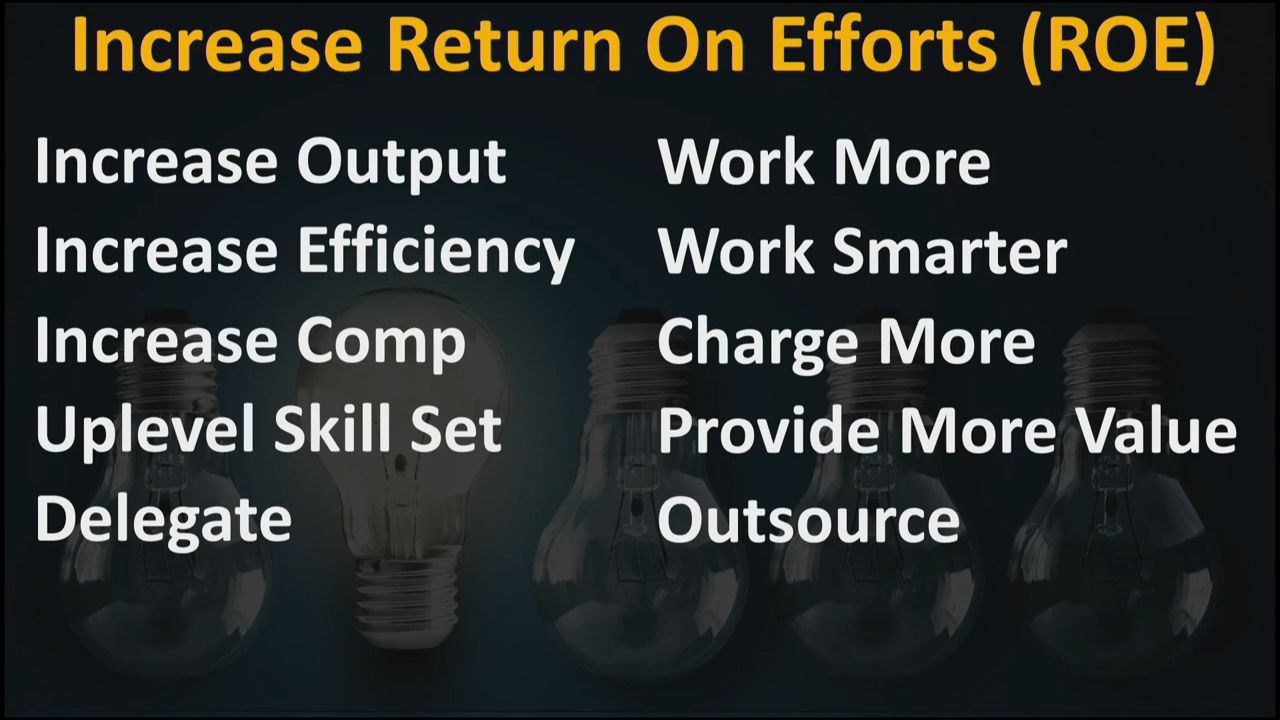 Increase Return On Efforts (ROE)
Increase Output
Work More
Increase Efficiency
Work Smarter
Increase Comp
Charge More
Uplevel Skill Set
Provide More Value
Delegate
Outsource